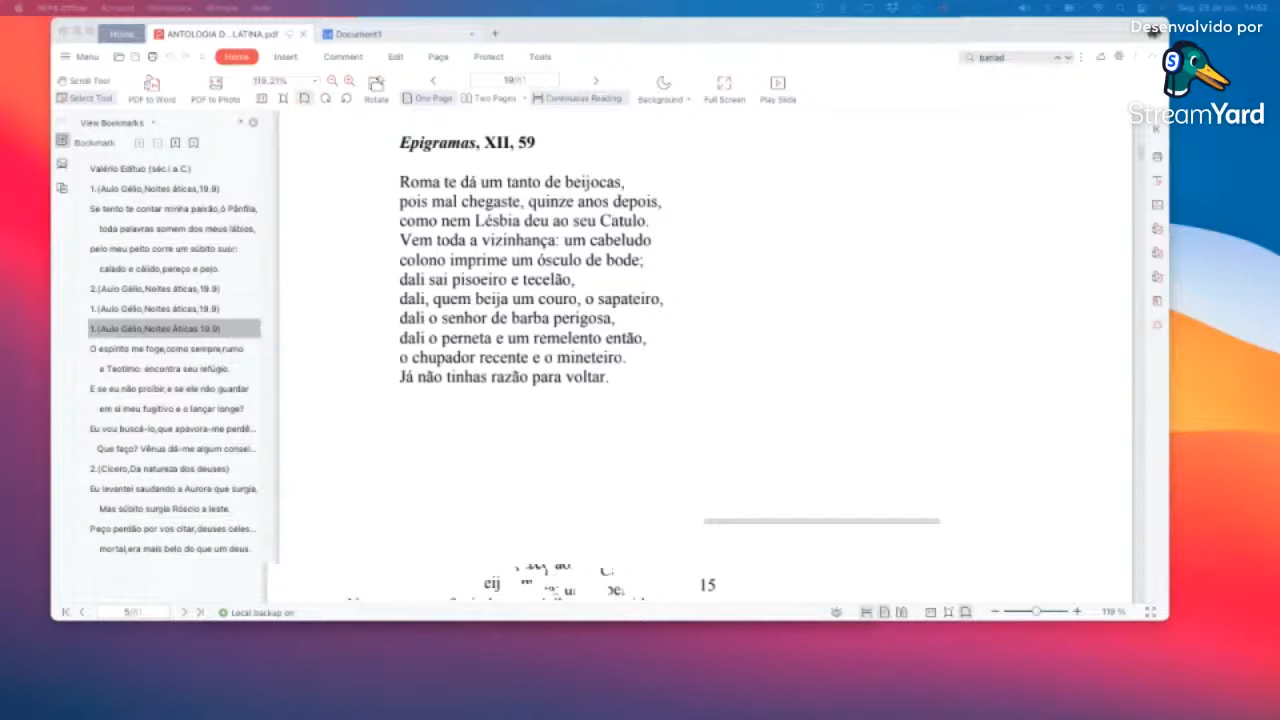 Desenvolvido por
StreamYard
Home
ANTOLOGIA D...LATINA.pdf
Document1
Menu
Home
Insert
Comment
Edit
Page
Protect
Tools
bariad
Scroll Tool
Select Tool
PDF to Word
PDF to Photo
119.21%
Rotate
19/81
One Page
Two Pages
Continuous Reading
Background
Full Screen
Play Slide
View Bookmarks
Bookmark
Valério Edítuo (séc.I a.C.)
1.(Aulo Gélio,Noites áticas,19.9)
Se tento te contar minha paixão,ó Pânfila,
toda palavras somem dos meus lábios,
pelo meu peito corre um súbito suor:
calado e cálido,pereço e pejo.
2.(Aulo Gélio,Noites áticas,19.9)
1.(Aulo Gélio,Noites áticas,19.9)
1.(Aulo Gélio,Noites Áticas 19.9)
O espírito me foge,como sempre,rumo
a Teotimo: encontra seu refúgio.
E se eu não proibir,e se ele não guardar
em si meu fugitivo e o lançar longe?
Eu vou buscá-lo,que apavora-me perdê...
Que faço? Vênus dá-me algum consel...
2.(Cícero,Da natureza dos deuses)
Eu levantei saudando a Aurora que surgia,
Mas súbito surgia Róscio a leste.
Peço perdão por vos citar,deuses celes...
mortal,era mais belo do que um deus.
Epigramas, XII, 59
Roma te dá um tanto de beijocas,
pois mal chegaste, quinze anos depois,
como nem Lésbia deu ao seu Catulo.
Vem toda a vizinhança: um cabeludo
colono imprime um ósculo de bode;
dali sai pisoeiro e tecelão,
dali, quem beija um couro, o sapateiro,
dali o senhor de barba perigosa,
dali o perneta e um remelento então,
o chupador recente e o mineteiro.
Já não tinhas razão para voltar.
15
5/81
Local backup on
119 %